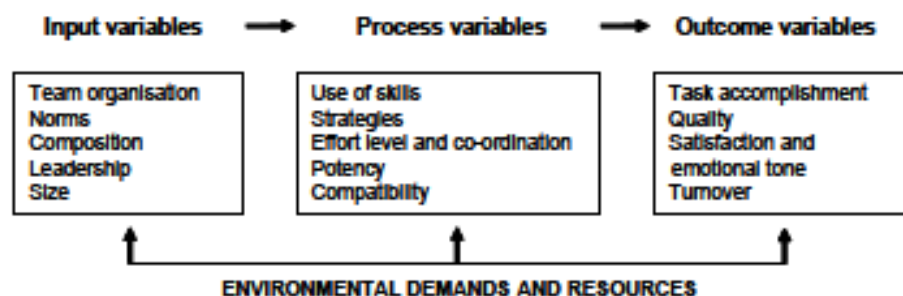 Input variables
Process variables
Outcome variables
Team organisation
Norms
Composition
Leadership
Size
Use of skills
Strategies
Effort level and co-ordination
Potency
Compatibility
Task accomplishment
Quality
Satisfaction and
emotional tone
Turnover
ENVIRONMENTAL DEMANDS AND RESOURCES